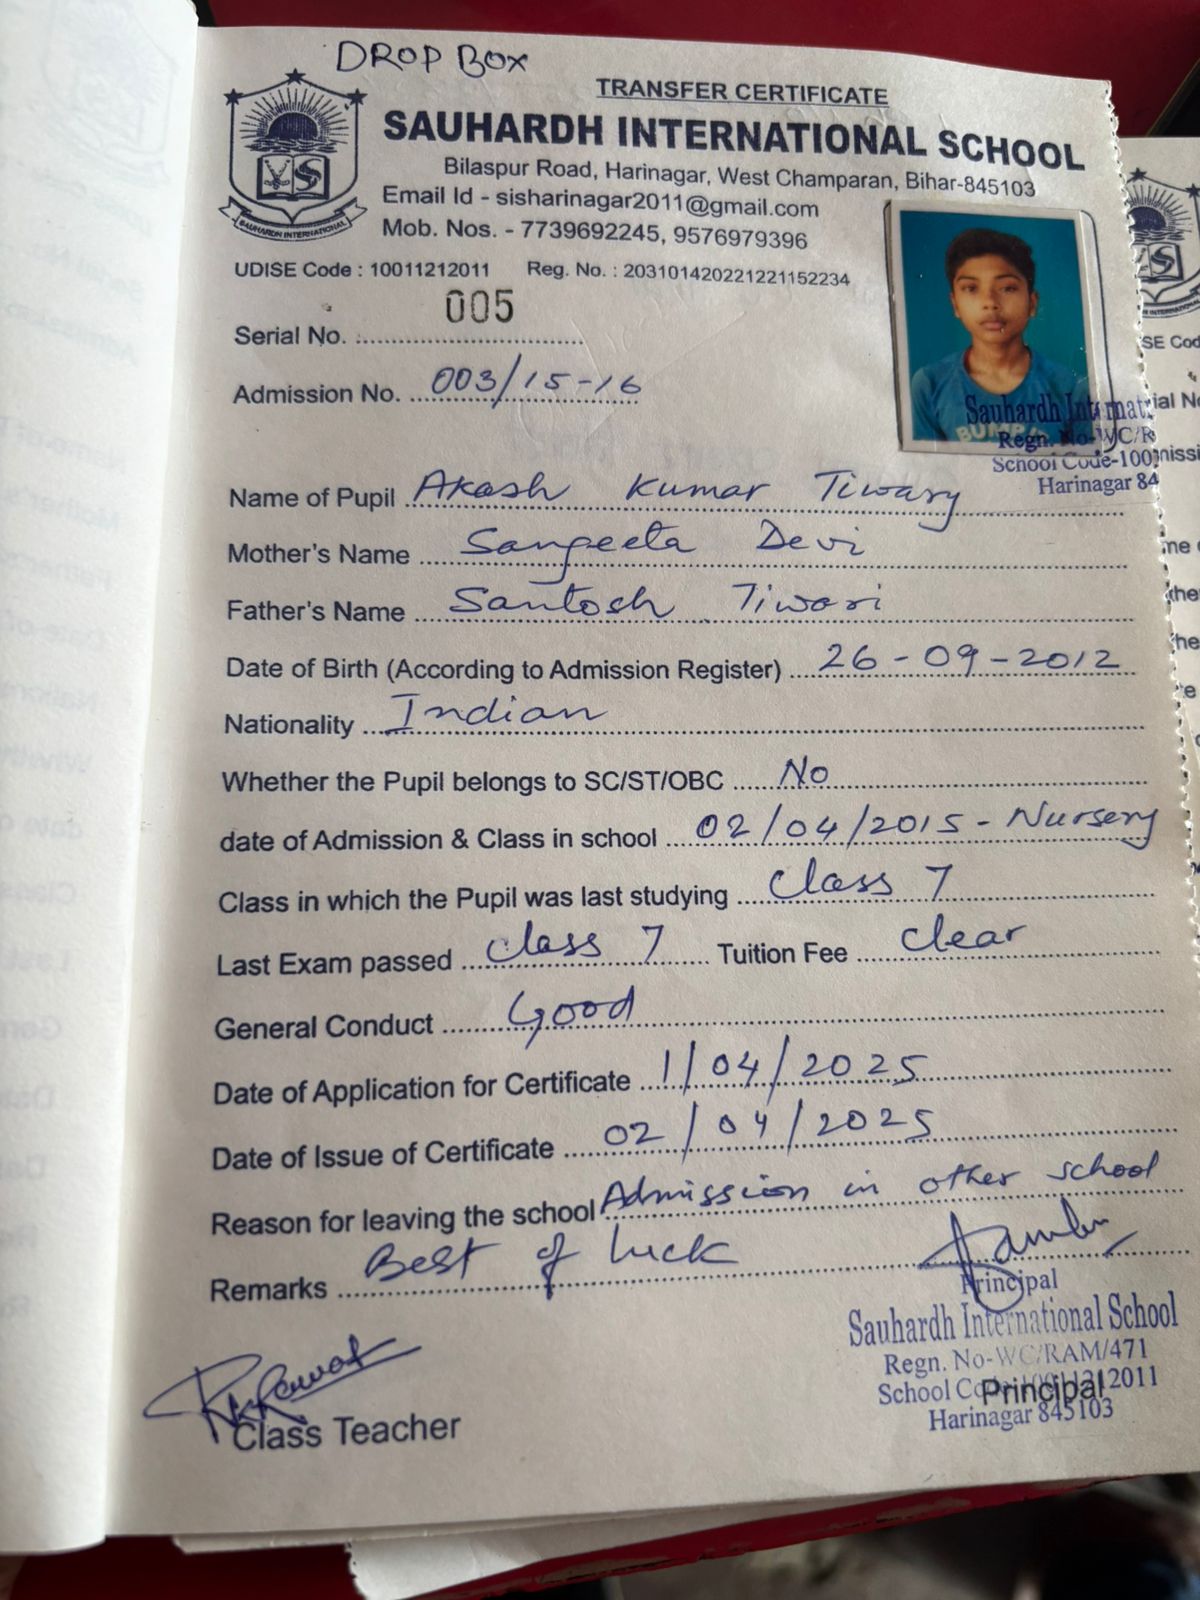 DROP BOX
TRANSFER CERTIFICATE
SAUHARDH INTERNATIONAL SCHOOL
Bilaspur Road, Harinagar, West Champaran, Bihar-845103
Email Id - sisharinagar2011@gmail.com
Mob. Nos. - 7739692245, 9576979396
SAUHARDH INTERNATIONAL
UDISE Code : 10011212011 Reg. No. : 203101420221221152234
Serial No. 005
Admission No. 003/15-16
Sauhardh Internat
Regn. No-WC/R
School Code-100
Harinagar 84
Name of Pupil Akash Kumar Tiwary
Mother's Name Sangeeta Devi
Father's Name Santosh Tiwari
Date of Birth (According to Admission Register) 26-09-2012
Nationality Indian
Whether the Pupil belongs to SC/ST/OBC No
date of Admission & Class in school 02/04/2015 - Nursery
Class in which the Pupil was last studying Class 7
Last Exam passed class 7 Tuition Fee clear
General Conduct Good
Date of Application for Certificate 1/04/2025
Date of Issue of Certificate 02/04/2025
Reason for leaving the school Admission in other school
Remarks Best of luck
Principal
Sauhardh International School
Regn. No-WC/RAM/471
School Code-10011212011
Principal
Harinagar 845103
Class Teacher